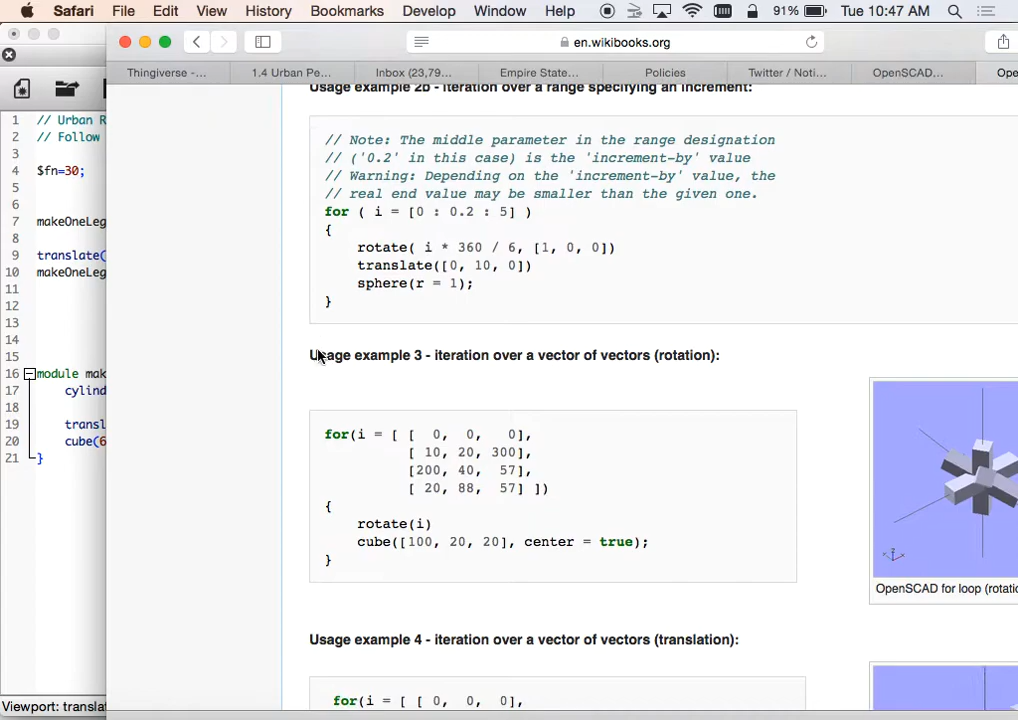 Safari File Edit View History Bookmarks Develop Window Help 91% Tue 10:47 AM
en.wikibooks.org
Thingiverse -... 1.4 Urban Pe... Inbox (23,79... Empire State... Policies Twitter / Noti... OpenSCAD... Ope
Usage example 2b - iteration over a range specifying an increment:
// Note: The middle parameter in the range designation
// ('0.2' in this case) is the 'increment-by' value
// Warning: Depending on the 'increment-by' value, the
// real end value may be smaller than the given one.
for ( i = [0 : 0.2 : 5] )
{
rotate( i * 360 / 6, [1, 0, 0])
translate([0, 10, 0])
sphere(r = 1);
}
Usage example 3 - iteration over a vector of vectors (rotation):
for(i = [ [ 0, 0, 0],
[ 10, 20, 300],
[200, 40, 57],
[ 20, 88, 57] ])
{
rotate(i)
cube([100, 20, 20], center = true);
}
OpenSCAD for loop (rotatio
Usage example 4 - iteration over a vector of vectors (translation):
for(i = [ [ 0, 0, 0],
1 // Urban R
2 // Follow
3
4 $fn=30;
5
6
7 makeOneLeg
8
9 translate(
10 makeOneLeg
11
12
13
14
15
16 module mak
17 cylind
18
19 transl
20 cube(6
21 }
Viewport: translat